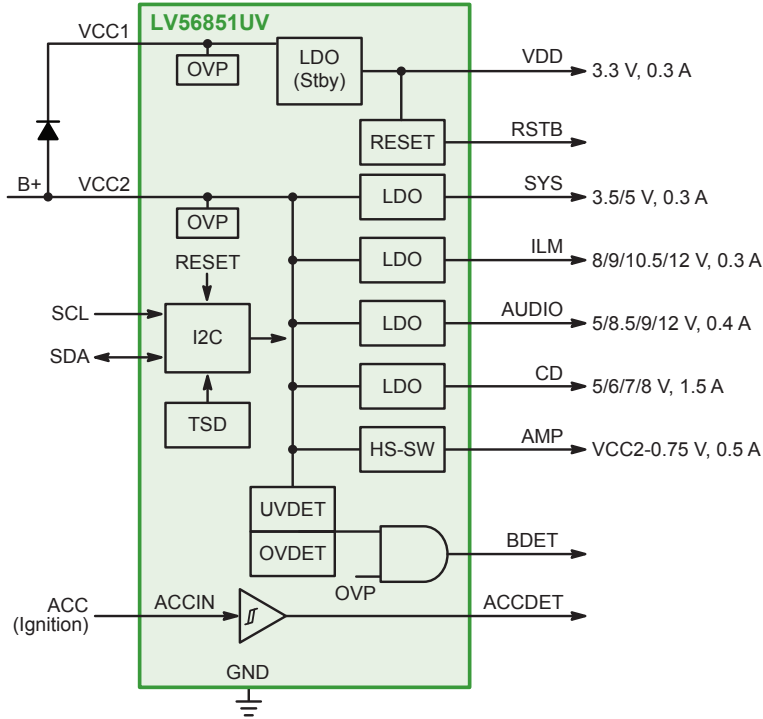 LV56851UV
VCC1
OVP
LDO
(Stby)
VDD
3.3 V, 0.3 A
RESET
RSTB
B+
VCC2
OVP
LDO
SYS
3.5/5 V, 0.3 A
RESET
LDO
ILM
8/9/10.5/12 V, 0.3 A
SCL
SDA
I2C
LDO
AUDIO
5/8.5/9/12 V, 0.4 A
TSD
LDO
CD
5/6/7/8 V, 1.5 A
HS-SW
AMP
VCC2-0.75 V, 0.5 A
UVDET
OVDET
OVP
BDET
ACC
(Ignition)
ACCIN
ACCDET
GND